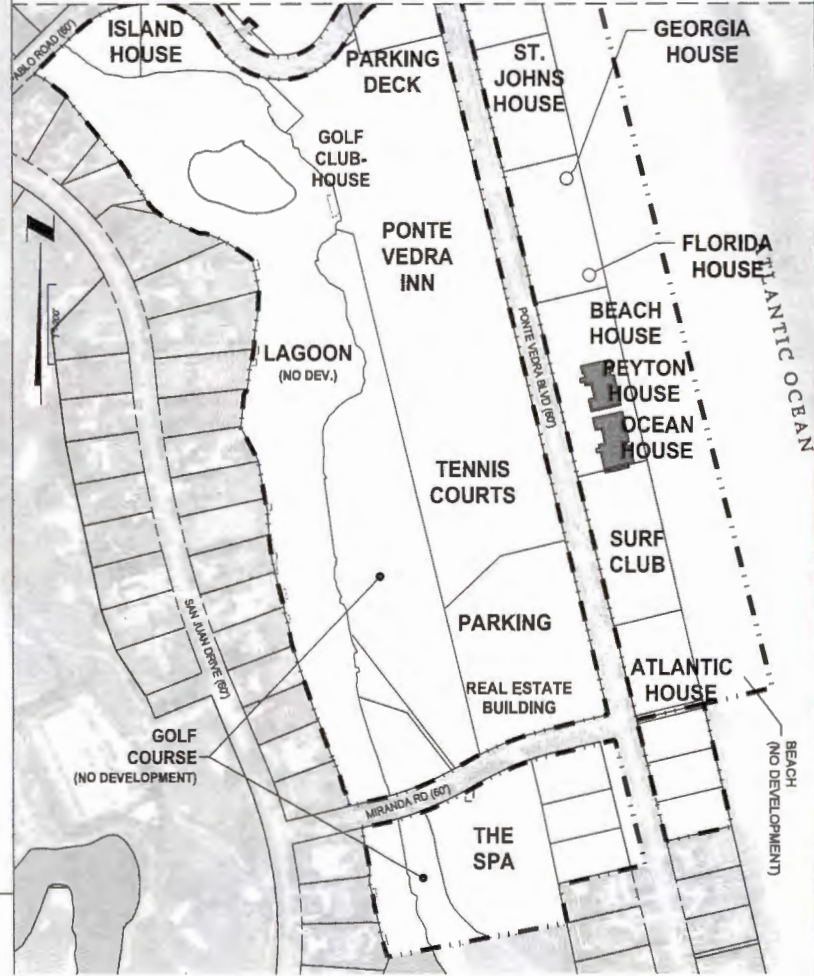 ISLAND
HOUSE
PARKING
DECK
ST.
JOHNS
HOUSE
GEORGIA
HOUSE
ABLO ROAD (60')
GOLF
CLUB-
HOUSE
PONTE
VEDRA
INN
FLORIDA
HOUSE
ATLANTIC OCEAN
BEACH
HOUSE
PONTE VEDRA BLVD (60')
LAGOON
(NO DEV.)
PEYTON
HOUSE
OCEAN
HOUSE
TENNIS
COURTS
SURF
CLUB
SAN JUAN DRIVE (60')
PARKING
ATLANTIC
HOUSE
REAL ESTATE
BUILDING
GOLF
COURSE
(NO DEVELOPMENT)
BEACH
(NO DEVELOPMENT)
MIRANDA RD (60')
THE
SPA